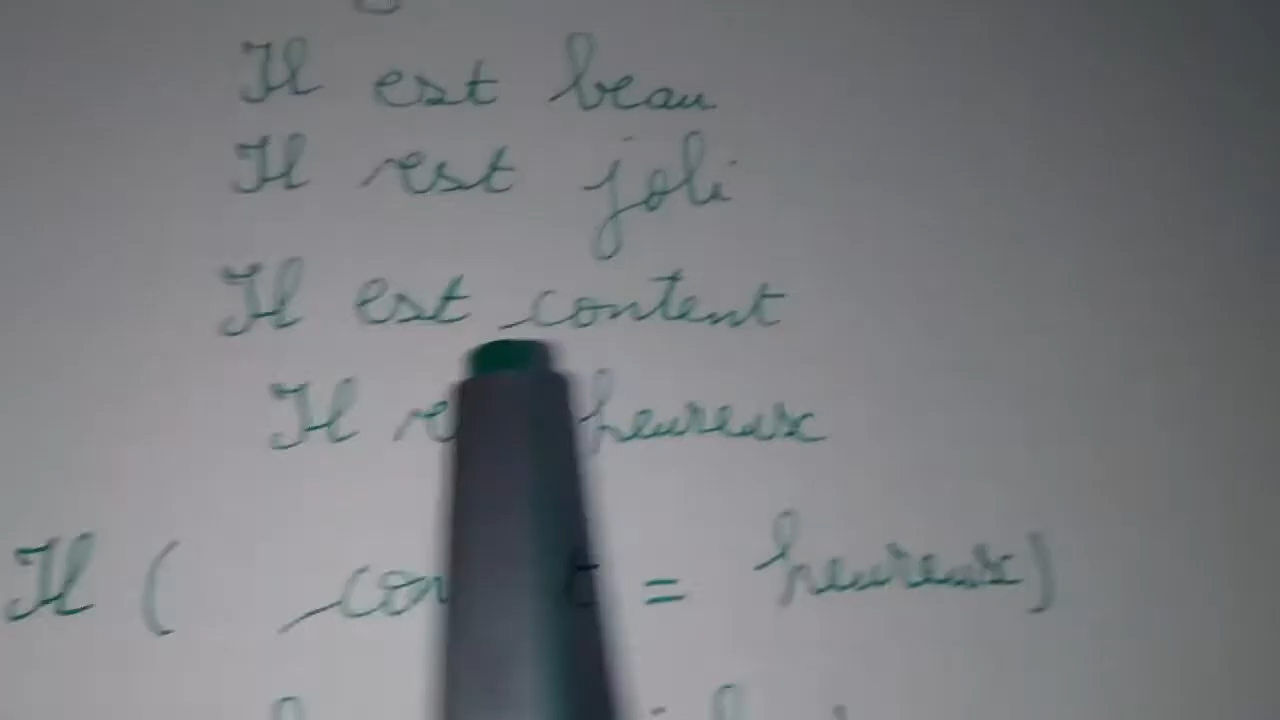 Il est beau
Il est joli
Il est content
Il heureux
Il ( = heureux)